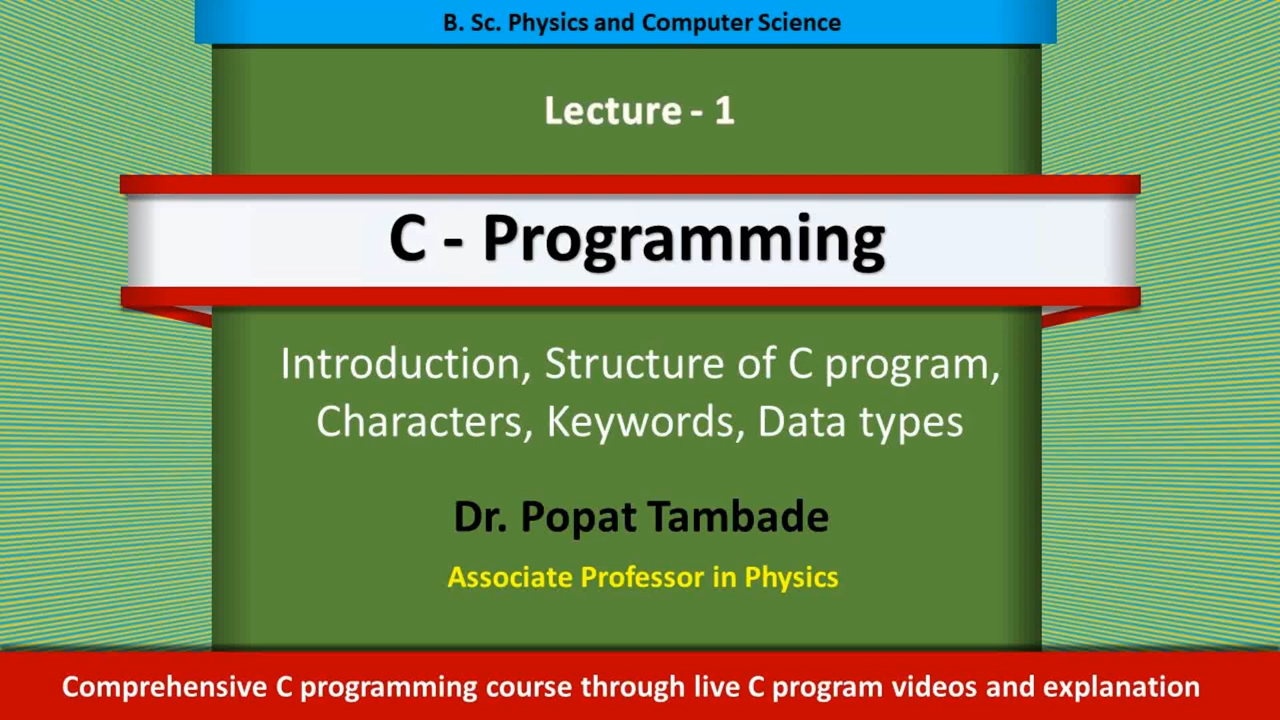 B. Sc. Physics and Computer Science
Lecture - 1
C - Programming
Introduction, Structure of C program,
Characters, Keywords, Data types
Dr. Popat Tambade
Associate Professor in Physics
Comprehensive C programming course through live C program videos and explanation